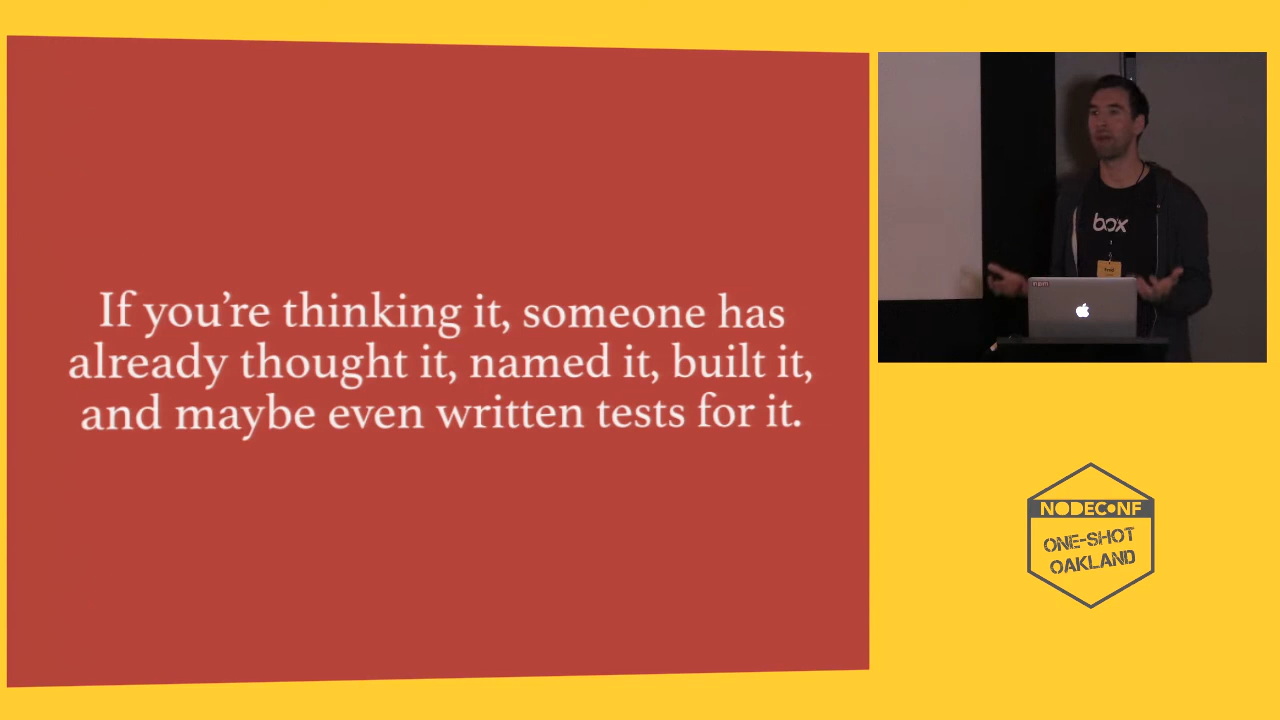 If you’re thinking it, someone has
already thought it, named it, built it,
and maybe even written tests for it.
box
NODECONF
ONE-SHOT
OAKLAND